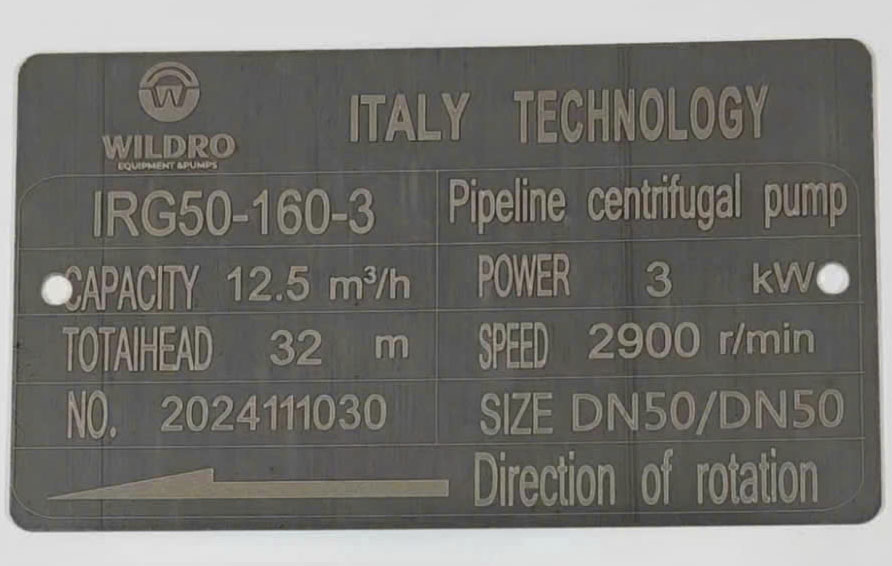 W
WILDRO
EQUIPMENT &PUMPS
ITALY TECHNOLOGY
IRG50-160-3 Pipeline centrifugal pump
CAPACITY 12.5 m³/h POWER 3 kW
TOTAIHEAD 32 m SPEED 2900 r/min
NO. 2024111030 SIZE DN50/DN50
Direction of rotation